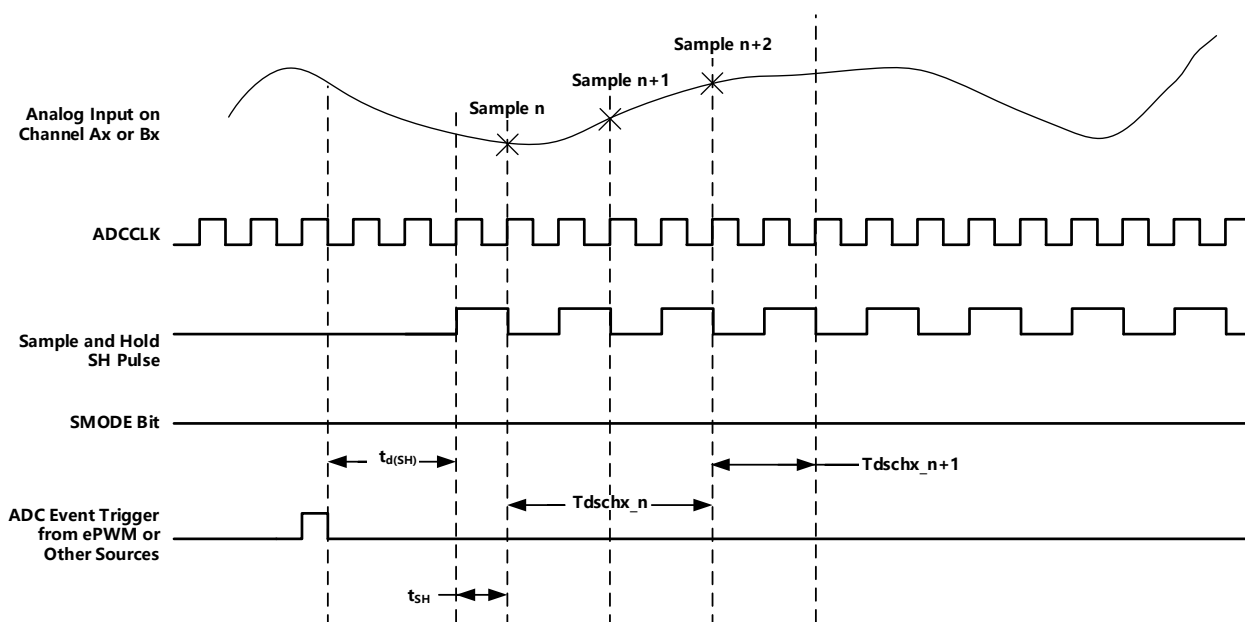 Sample n+2
Sample n+1
Sample n
Analog Input on
Channel Ax or Bx
ADCCLK
Sample and Hold
SH Pulse
SMODE Bit
td(SH)
Tdschx_n+1
Tdschx_n
ADC Event Trigger
from ePWM or
Other Sources
tSH